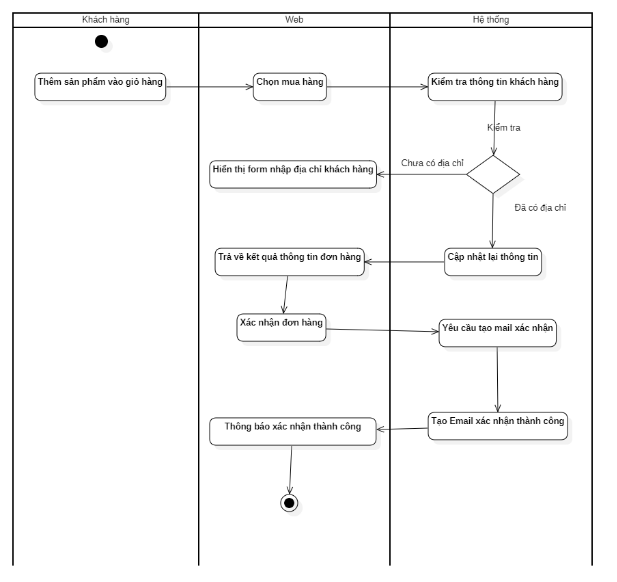 Khách hàng
Web
Hệ thống
Thêm sản phẩm vào giỏ hàng
Chọn mua hàng
Kiểm tra thông tin khách hàng
Kiểm tra
Chưa có địa chỉ
Hiển thị form nhập địa chỉ khách hàng
Đã có địa chỉ
Trả về kết quả thông tin đơn hàng
Cập nhật lại thông tin
Xác nhận đơn hàng
Yêu cầu tạo mail xác nhận
Thông báo xác nhận thành công
Tạo Email xác nhận thành công